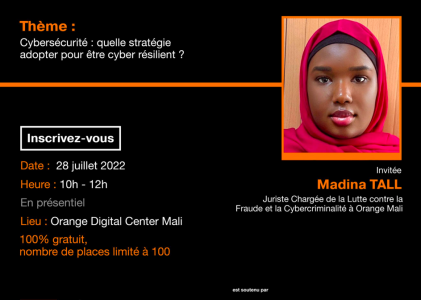 Thème :
Cybersécurité : quelle stratégie
adopter pour être cyber résilient ?
Inscrivez-vous
Date : 28 juillet 2022
Heure : 10h - 12h
En présentiel
Lieu : Orange Digital Center Mali
100% gratuit,
nombre de places limité à 100
Invitée
Madina TALL
Juriste Chargée de la Lutte contre la
Fraude et la Cybercriminalité à Orange Mali
est soutenu par